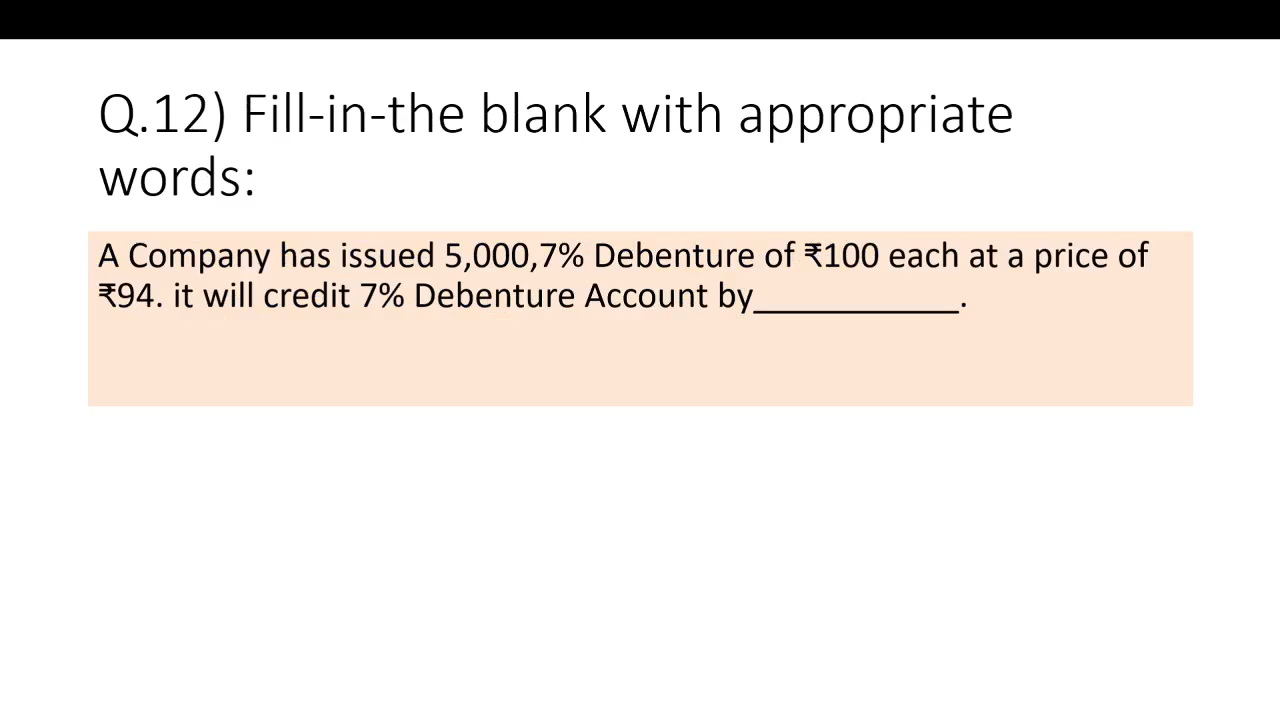 Q.12) Fill-in-the blank with appropriate
words:
A Company has issued 5,000,7% Debenture of ₹100 each at a price of
₹94. it will credit 7% Debenture Account by____________.